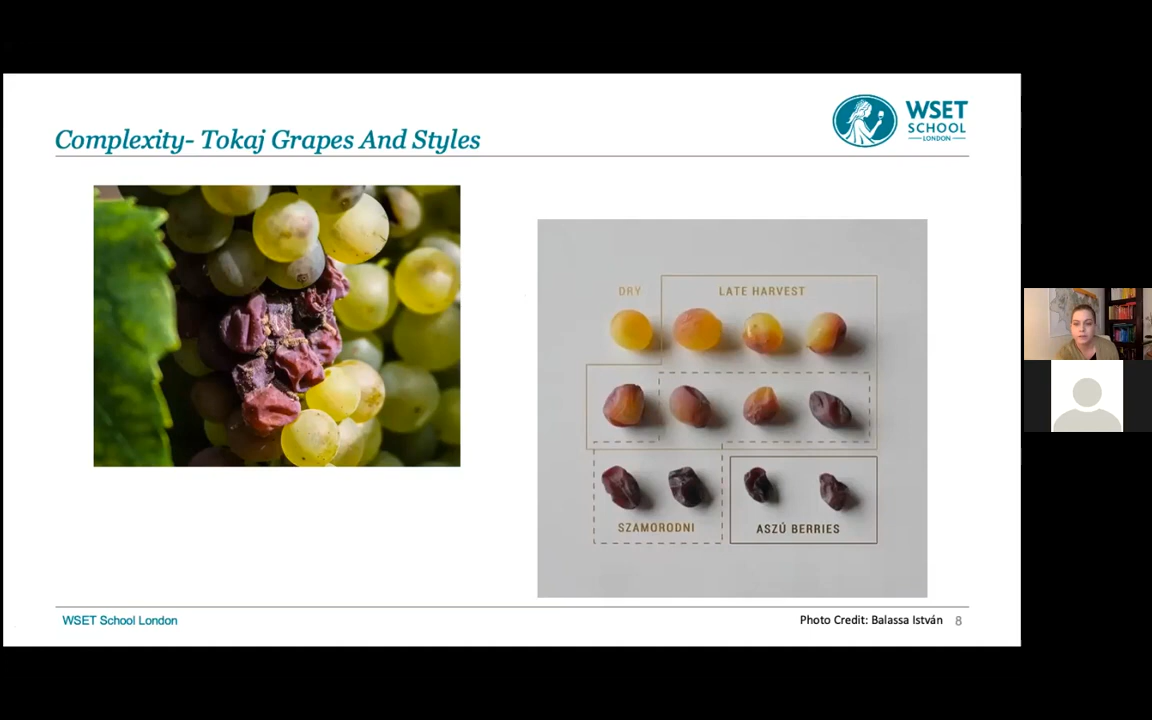 Complexity- Tokaj Grapes And Styles
WSET
SCHOOL
LONDON
DRY
LATE HARVEST
SZAMORODNI
ASZÚ BERRIES
WSET School London
Photo Credit: Balassa István
8